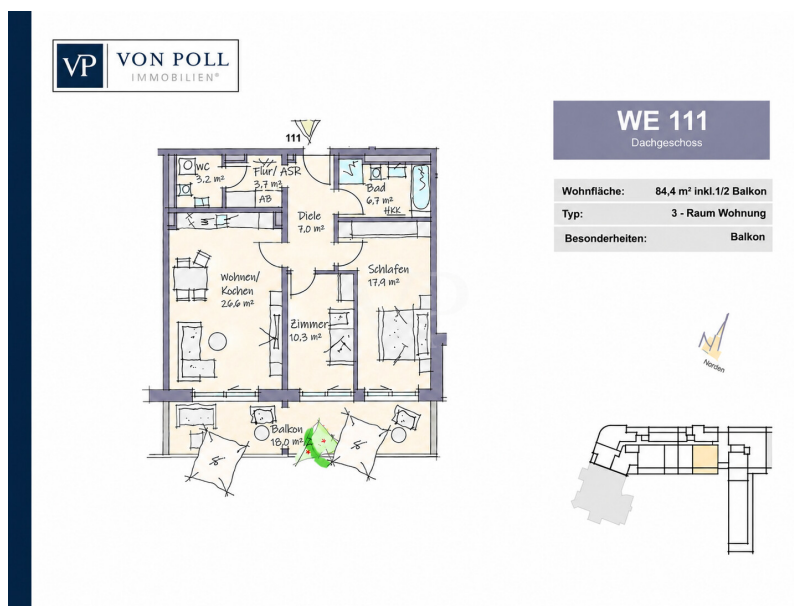 VP VON POLL
IMMOBILIEN®
WE 111
Dachgeschoss
Wohnfläche: 84,4 m² inkl.1/2 Balkon
Typ: 3 - Raum Wohnung
Besonderheiten: Balkon
111
WC
3,2 m²
Flur/ ASR
3,7 m²
AB
Bad
6,7 m²
HKK
Diele
7,0 m²
Wohnen/
Kochen
26,6 m²
Schlafen
17,9 m²
Zimmer
10,3 m²
Balkon
18,0 m²
Norden